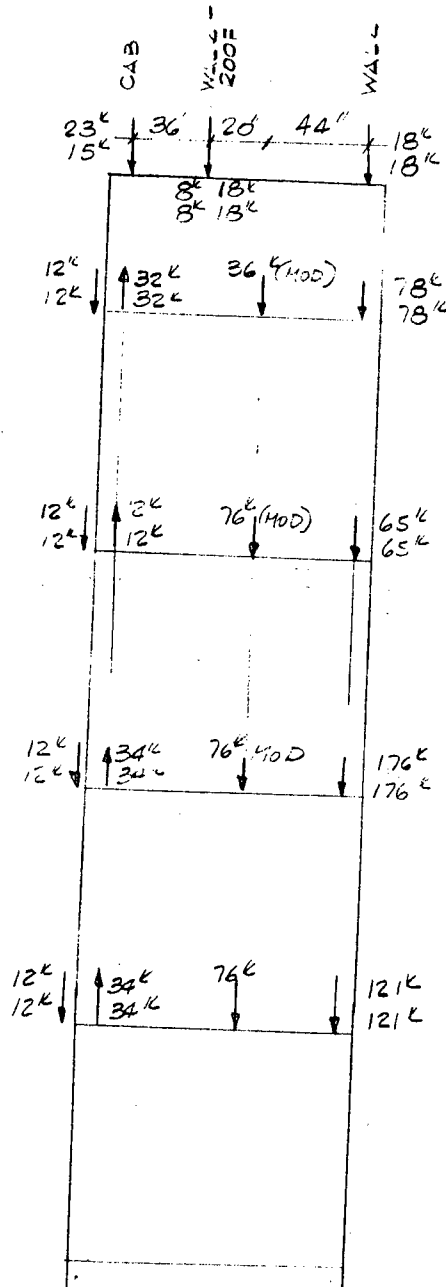 CAB
WALL
200F
WALL
23ᵏ 36' 20' 44" 18ᵏ
15ᵏ 18ᵏ
8ᵏ 18ᵏ
8ᵏ 18ᵏ
12ᵏ 32ᵏ 36ᵏ (MOD) 78ᵏ
12ᵏ 32ᵏ 78ᵏ
12ᵏ 76ᵏ (MOD) 65ᵏ
12ᵏ 12ᵏ 65ᵏ
12ᵏ 34ᵏ 76ᵏ MOD 176ᵏ
12ᵏ 34ᵏ 176ᵏ
12ᵏ 34ᵏ 76ᵏ 121ᵏ
12ᵏ 34ᵏ 121ᵏ